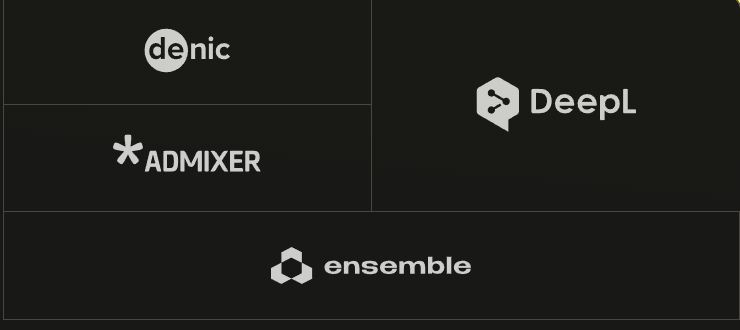 denic
DeepL
*ADMIXER
ensemble